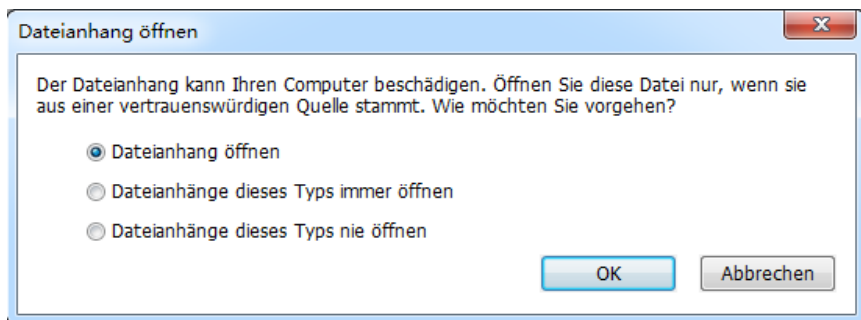 Dateianhang öffnen
Der Dateianhang kann Ihren Computer beschädigen. Öffnen Sie diese Datei nur, wenn sie
aus einer vertrauenswürdigen Quelle stammt. Wie möchten Sie vorgehen?
Dateianhang öffnen
Dateianhänge dieses Typs immer öffnen
Dateianhänge dieses Typs nie öffnen
OK Abbrechen